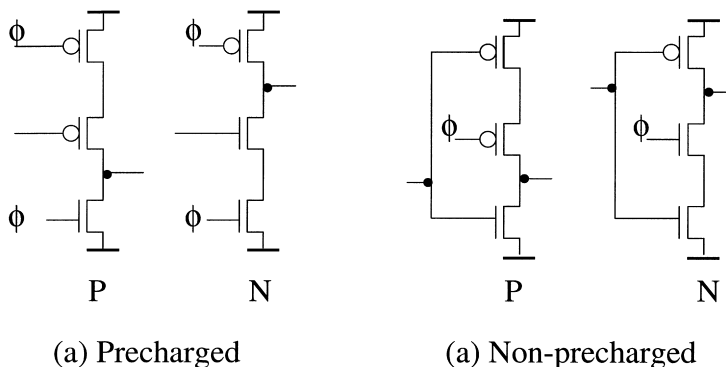 ϕ ϕ
ϕ ϕ
ϕ ϕ
P N P N
(a) Precharged (a) Non-precharged